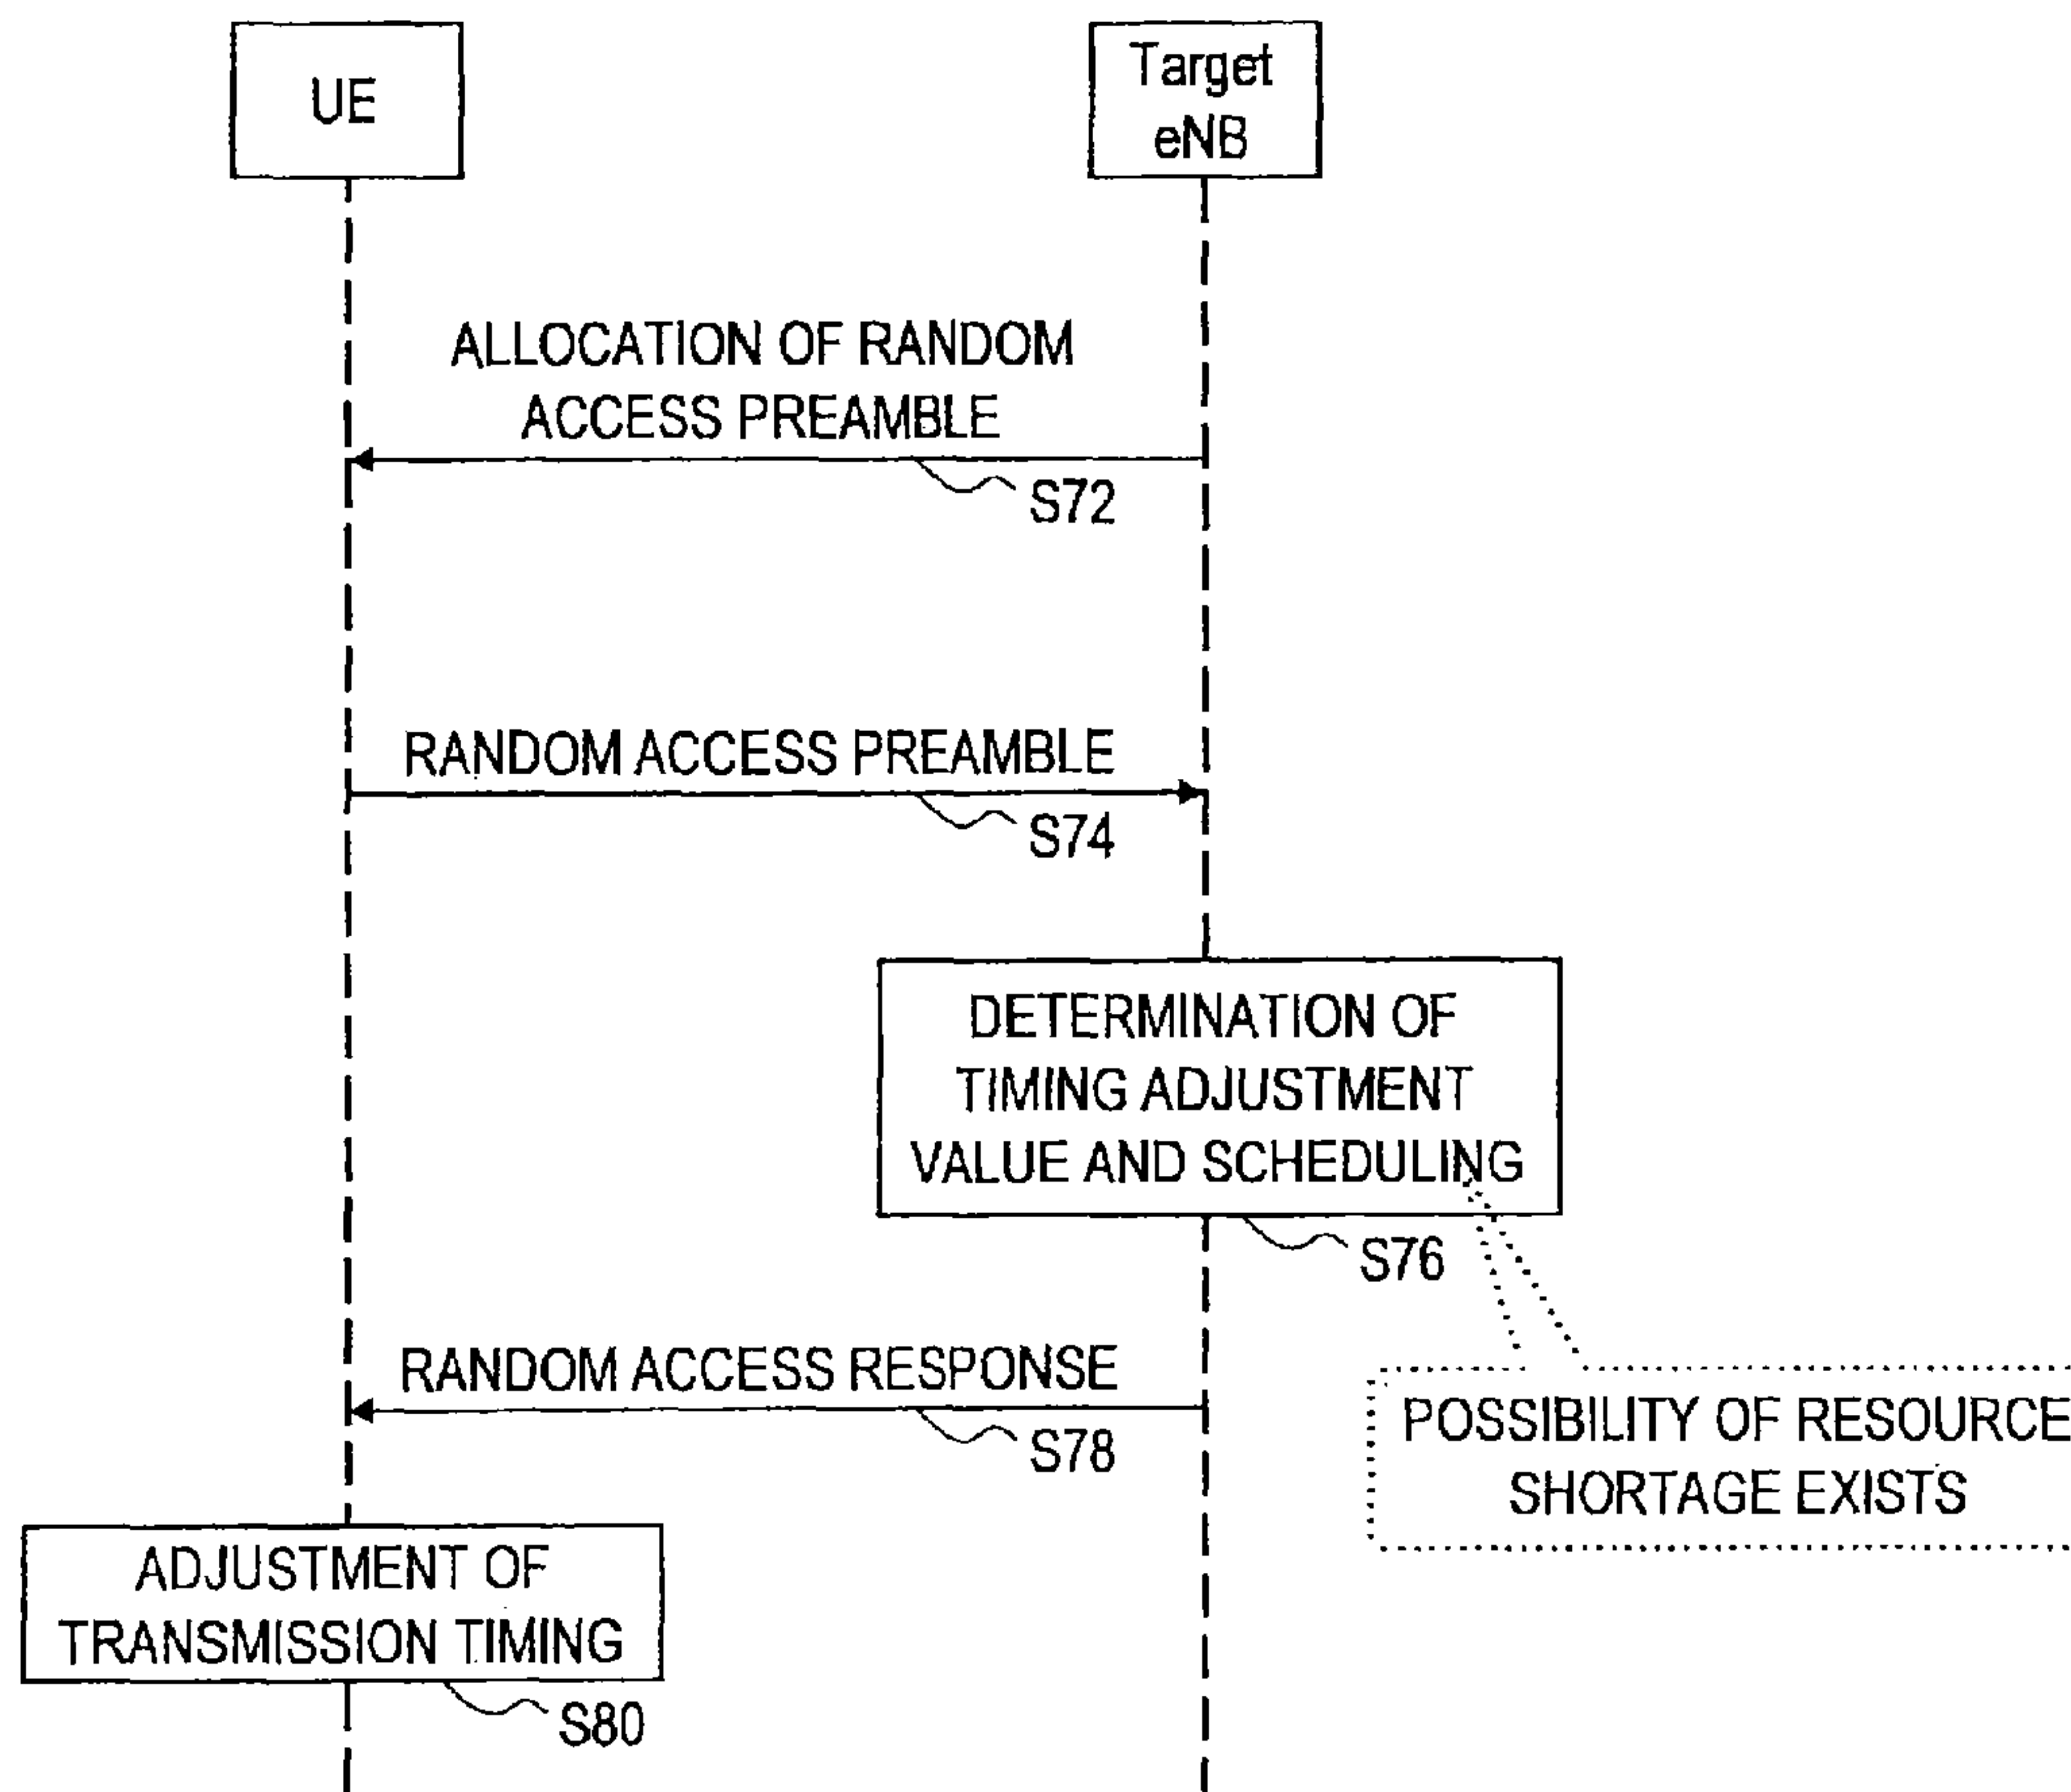 UE
Target
eNB
ALLOCATION OF RANDOM
ACCESS PREAMBLE
S72
RANDOM ACCESS PREAMBLE
S74
DETERMINATION OF
TIMING ADJUSTMENT
VALUE AND SCHEDULING
S76
RANDOM ACCESS RESPONSE
S78
POSSIBILITY OF RESOURCE
SHORTAGE EXISTS
ADJUSTMENT OF
TRANSMISSION TIMING
S80